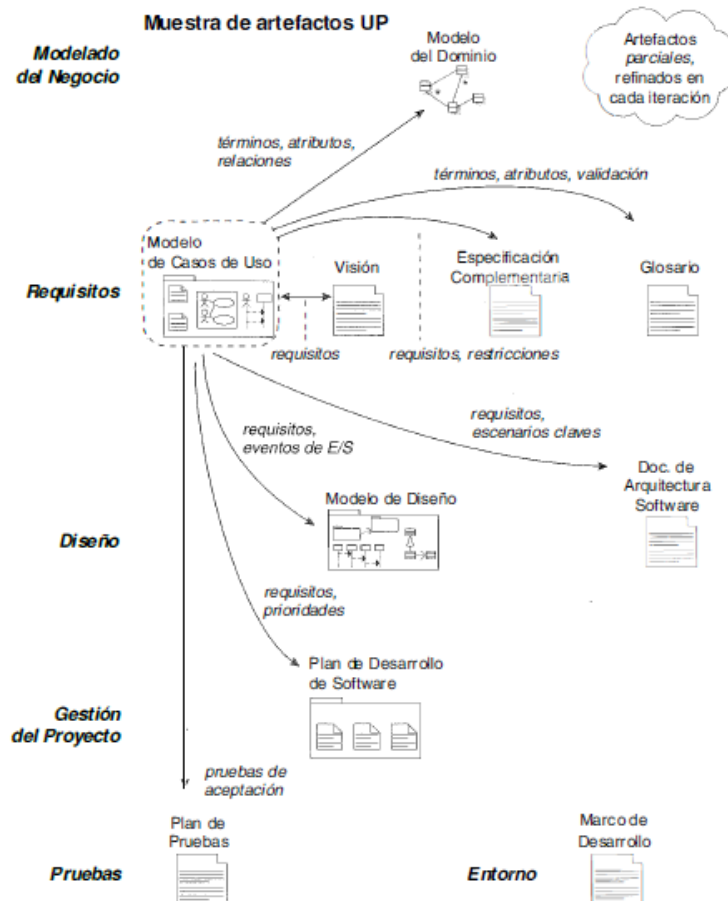 Muestra de artefactos UP
Modelado
del Negocio
Modelo
del Dominio
Artefactos
parciales,
refinados en
cada iteración
términos, atributos,
relaciones
términos, atributos, validación
Requisitos
Modelo
de Casos de Uso
Visión
Especificación
Complementaria
Glosario
requisitos
requisitos, restricciones
requisitos,
escenarios claves
requisitos,
eventos de E/S
Diseño
Modelo de Diseño
Doc. de
Arquitectura
Software
requisitos,
prioridades
Gestión
del Proyecto
Plan de Desarrollo
de Software
pruebas de
aceptación
Pruebas
Plan de
Pruebas
Entorno
Marco de
Desarrollo